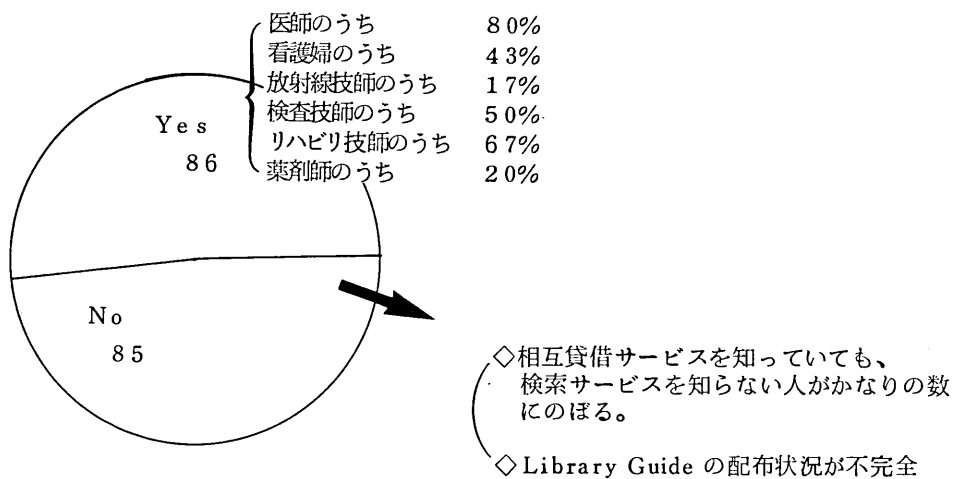 医師のうち 80%
看護婦のうち 43%
放射線技師のうち 17%
検査技師のうち 50%
リハビリ技師のうち 67%
薬剤師のうち 20%
Yes
86
No
85
◇相互貸借サービスを知っていても、
検索サービスを知らない人がかなりの数
にのぼる。
◇Library Guide の配布状況が不完全